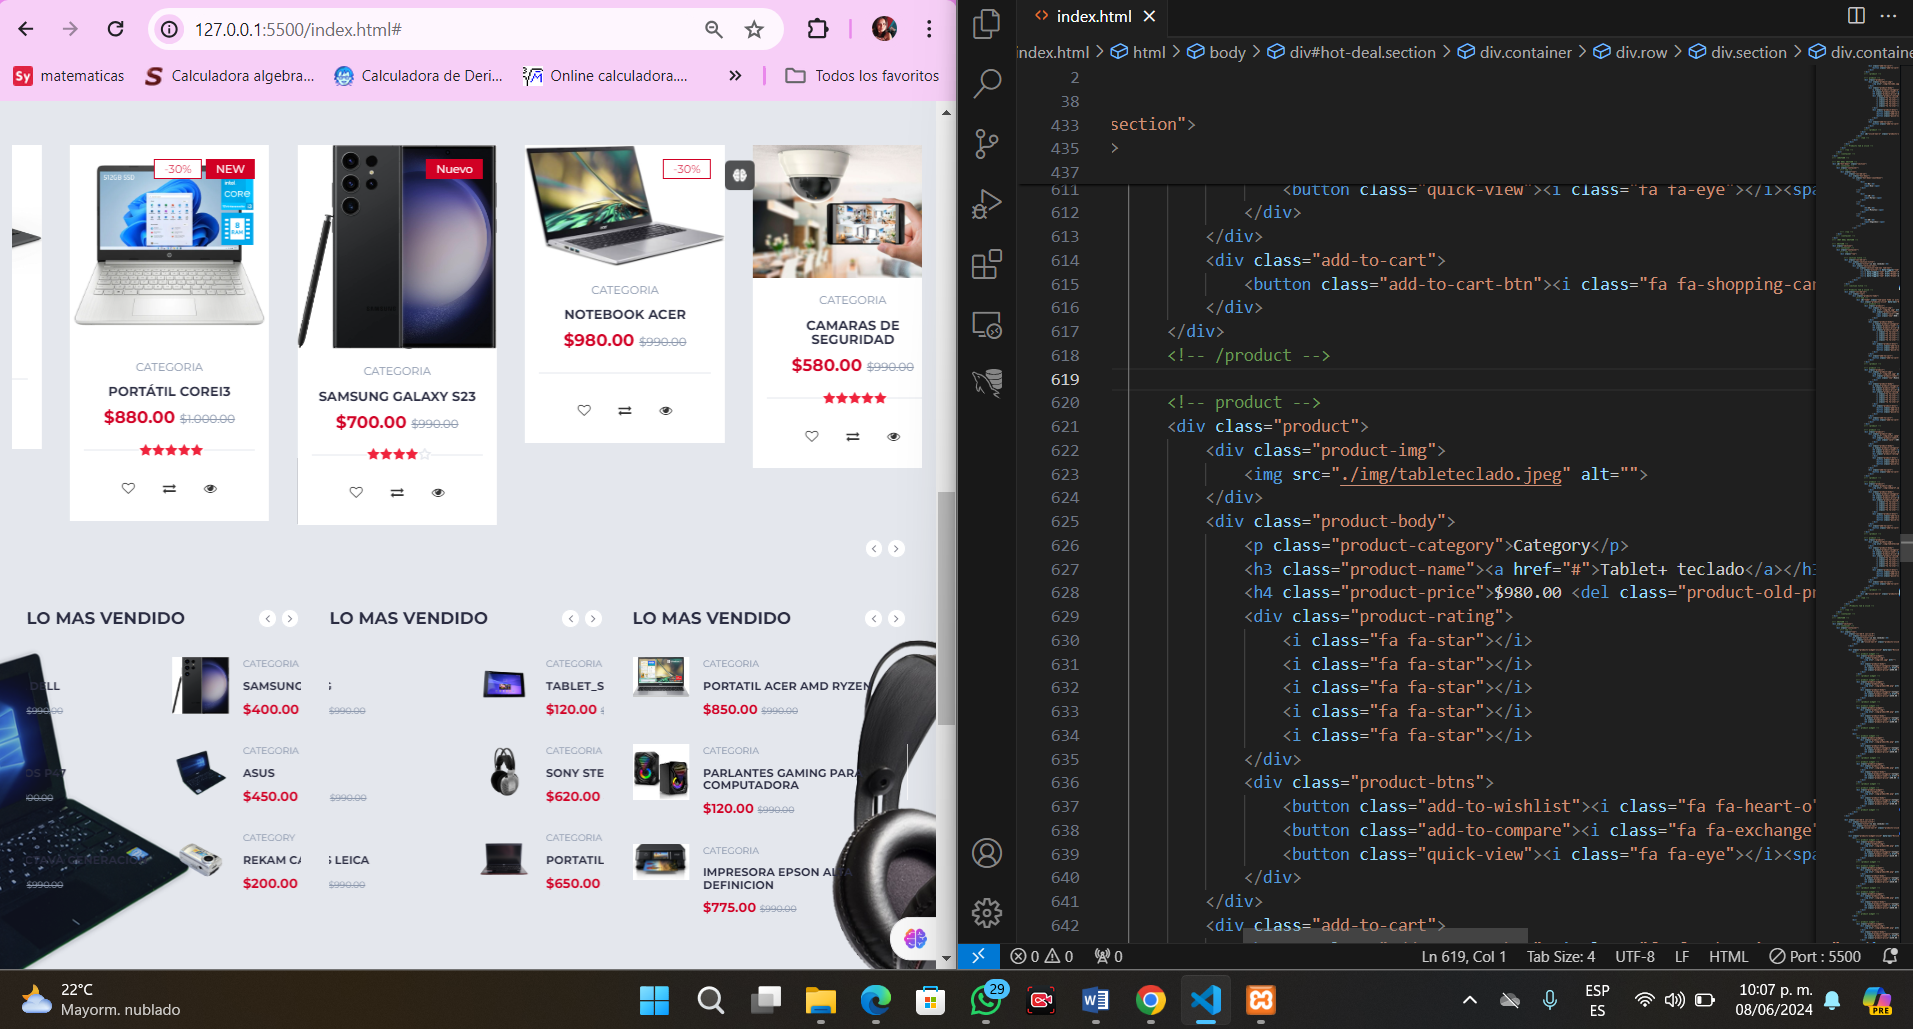 127.0.0.1:5500/index.html#
Sy matematicas
Calculadora algebra...
Calculadora de Deri...
Online calculadora....
Todos los favoritos
-30% NEW
CATEGORIA
PORTÁTIL COREI3
$880.00 $1.000.00
Nuevo
CATEGORIA
SAMSUNG GALAXY S23
$700.00 $990.00
-30%
CATEGORIA
NOTEBOOK ACER
$980.00 $990.00
CATEGORIA
CAMARAS DE
SEGURIDAD
$580.00 $990.00
LO MAS VENDIDO
DELL
$990.00
$990.00
CATEGORIA
SAMSUNG
$400.00
CATEGORIA
ASUS
$450.00
CATEGORY
REKAM CA
$200.00
LO MAS VENDIDO
$990.00
$990.00
LEICA
$990.00
CATEGORIA
TABLET_S
$120.00
CATEGORIA
SONY STE
$620.00
CATEGORIA
PORTATIL
$650.00
LO MAS VENDIDO
CATEGORIA
PORTATIL ACER AMD RYZEN
$850.00 $990.00
CATEGORIA
PARLANTES GAMING PARA
COMPUTADORA
$120.00 $990.00
CATEGORIA
IMPRESORA EPSON ALTA
DEFINICION
$775.00 $990.00
index.html
index.html > html > body > div#hot-deal.section > div.container > div.row > div.section > div.containe
2
38
433 section">
435 >
437
611 <button class="quick-view"><i class="fa fa-eye"></i><spa
612 </div>
613 </div>
614 <div class="add-to-cart">
615 <button class="add-to-cart-btn"><i class="fa fa-shopping-car
616 </div>
617 </div>
618 <!-- /product -->
619
620 <!-- product -->
621 <div class="product">
622 <div class="product-img">
623 <img src="./img/tableteclado.jpeg" alt="">
624 </div>
625 <div class="product-body">
626 <p class="product-category">Category</p>
627 <h3 class="product-name"><a href="#">Tablet+ teclado</a></h3
628 <h4 class="product-price">$980.00 <del class="product-old-pr
629 <div class="product-rating">
630 <i class="fa fa-star"></i>
631 <i class="fa fa-star"></i>
632 <i class="fa fa-star"></i>
633 <i class="fa fa-star"></i>
634 <i class="fa fa-star"></i>
635 </div>
636 <div class="product-btns">
637 <button class="add-to-wishlist"><i class="fa fa-heart-o"
638 <button class="add-to-compare"><i class="fa fa-exchange"
639 <button class="quick-view"><i class="fa fa-eye"></i><spa
640 </div>
641 </div>
642 <div class="add-to-cart">
0 0 0
Ln 619, Col 1 Tab Size: 4 UTF-8 LF HTML Port : 5500
22°C
Mayorm. nublado
29
ESP
ES
10:07 p. m.
08/06/2024
PRE